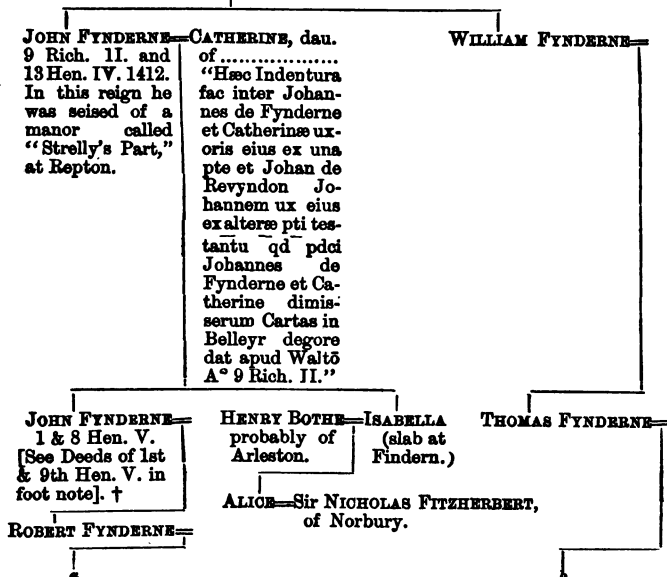 JOHN FYNDERNE=
9 Rich. II. and
13 Hen. IV. 1412.
In this reign he
was seised of a
manor called
"Strelly's Part,"
at Repton.
CATHERINE, dau.
of ....................
"Hæc Indentura
fac inter Johan-
nes de Fynderne
et Catherinæ ux-
oris eius ex una
pte et Johan de
Revyndon Jo-
hannem ux eius
ex alteræ pti tes-
tantu qd pdci
Johannes de
Fynderne et Ca-
therine dimis-
serum Cartas in
Belleyr degore
dat apud Waltō
A° 9 Rich. II."
WILLIAM FYNDERNE=
JOHN FYNDERNE=
1 & 8 Hen. V.
[See Deeds of 1st
& 9th Hen. V. in
foot note]. †
HENRY BOTHE=
probably of
Arleston.
ISABELLA
(slab at
Findern.)
THOMAS FYNDERNE=
ALICE=Sir NICHOLAS FITZHERBERT,
of Norbury.
ROBERT FYNDERNE=